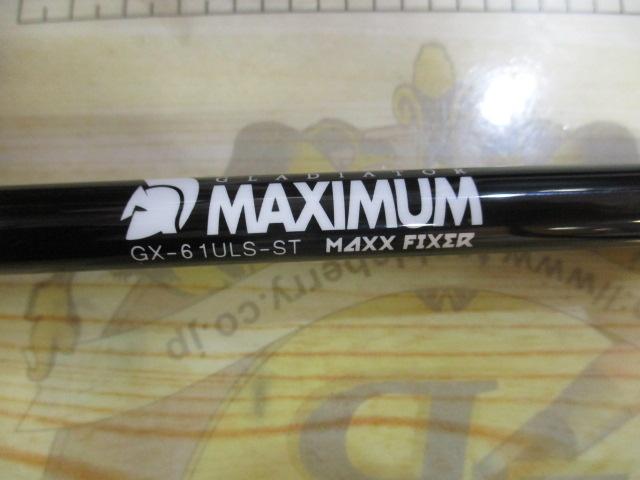 GLADIATOR
MAXIMUM
GX-61ULS-ST MAXX FIXER